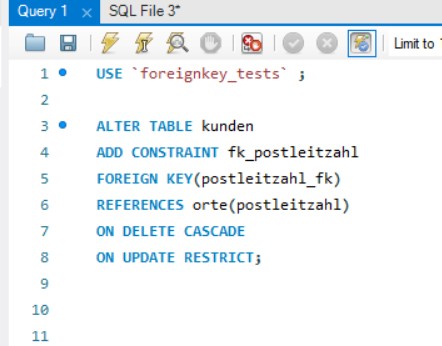 Query 1 × SQL File 3*
Limit to
1 USE `foreignkey_tests` ;
2
3 ALTER TABLE kunden
4 ADD CONSTRAINT fk_postleitzahl
5 FOREIGN KEY(postleitzahl_fk)
6 REFERENCES orte(postleitzahl)
7 ON DELETE CASCADE
8 ON UPDATE RESTRICT;
9
10
11